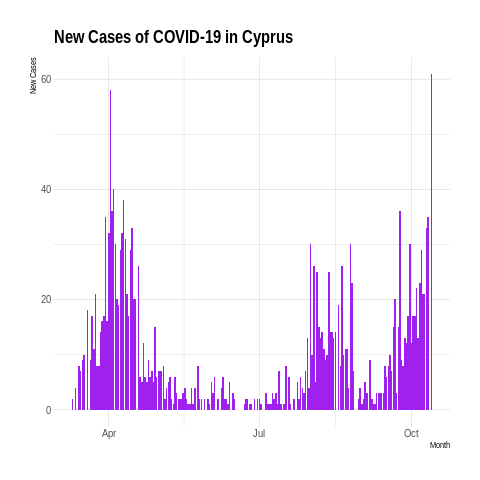 New Cases of COVID-19 in Cyprus
New Cases
60
40
20
0
Apr
Jul
Oct
Month